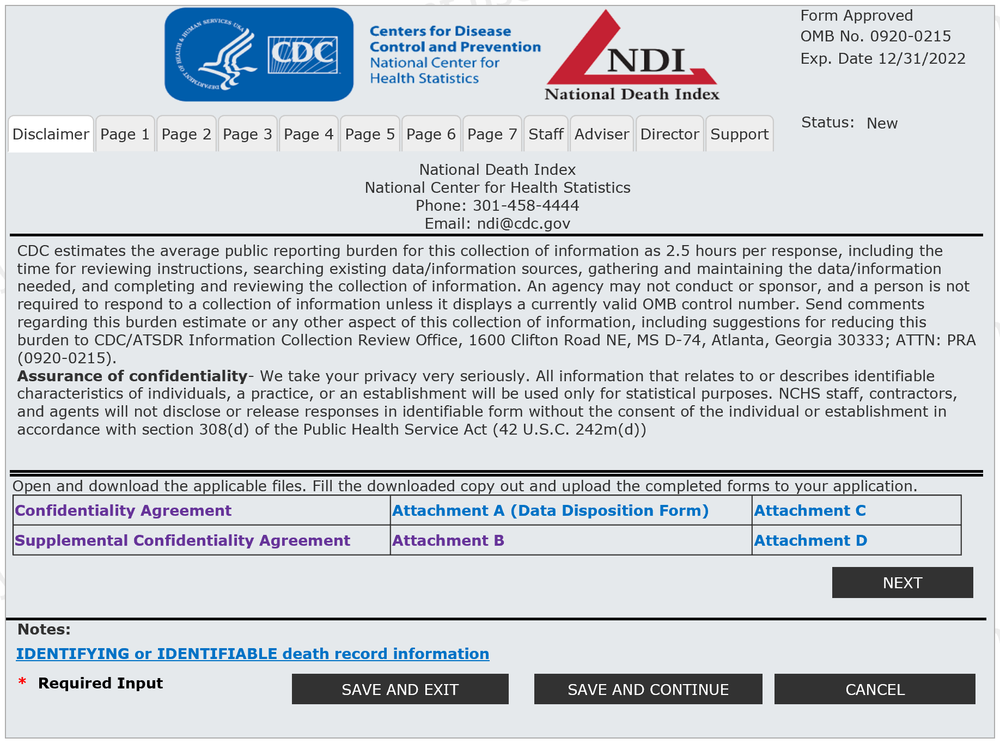 Form Approved
OMB No. 0920-0215
Exp. Date 12/31/2022
DEPARTMENT OF HEALTH & HUMAN SERVICES·USA
CDC
Centers for Disease
Control and Prevention
National Center for
Health Statistics
NDI
National Death Index
Disclaimer Page 1 Page 2 Page 3 Page 4 Page 5 Page 6 Page 7 Staff Adviser Director Support
Status: New
National Death Index
National Center for Health Statistics
Phone: 301-458-4444
Email: ndi@cdc.gov
CDC estimates the average public reporting burden for this collection of information as 2.5 hours per response, including the
time for reviewing instructions, searching existing data/information sources, gathering and maintaining the data/information
needed, and completing and reviewing the collection of information. An agency may not conduct or sponsor, and a person is not
required to respond to a collection of information unless it displays a currently valid OMB control number. Send comments
regarding this burden estimate or any other aspect of this collection of information, including suggestions for reducing this
burden to CDC/ATSDR Information Collection Review Office, 1600 Clifton Road NE, MS D-74, Atlanta, Georgia 30333; ATTN: PRA
(0920-0215).
Assurance of confidentiality- We take your privacy very seriously. All information that relates to or describes identifiable
characteristics of individuals, a practice, or an establishment will be used only for statistical purposes. NCHS staff, contractors,
and agents will not disclose or release responses in identifiable form without the consent of the individual or establishment in
accordance with section 308(d) of the Public Health Service Act (42 U.S.C. 242m(d))
Open and download the applicable files. Fill the downloaded copy out and upload the completed forms to your application.
Confidentiality Agreement Attachment A (Data Disposition Form) Attachment C
Supplemental Confidentiality Agreement Attachment B Attachment D
NEXT
Notes:
IDENTIFYING or IDENTIFIABLE death record information
* Required Input
SAVE AND EXIT SAVE AND CONTINUE CANCEL